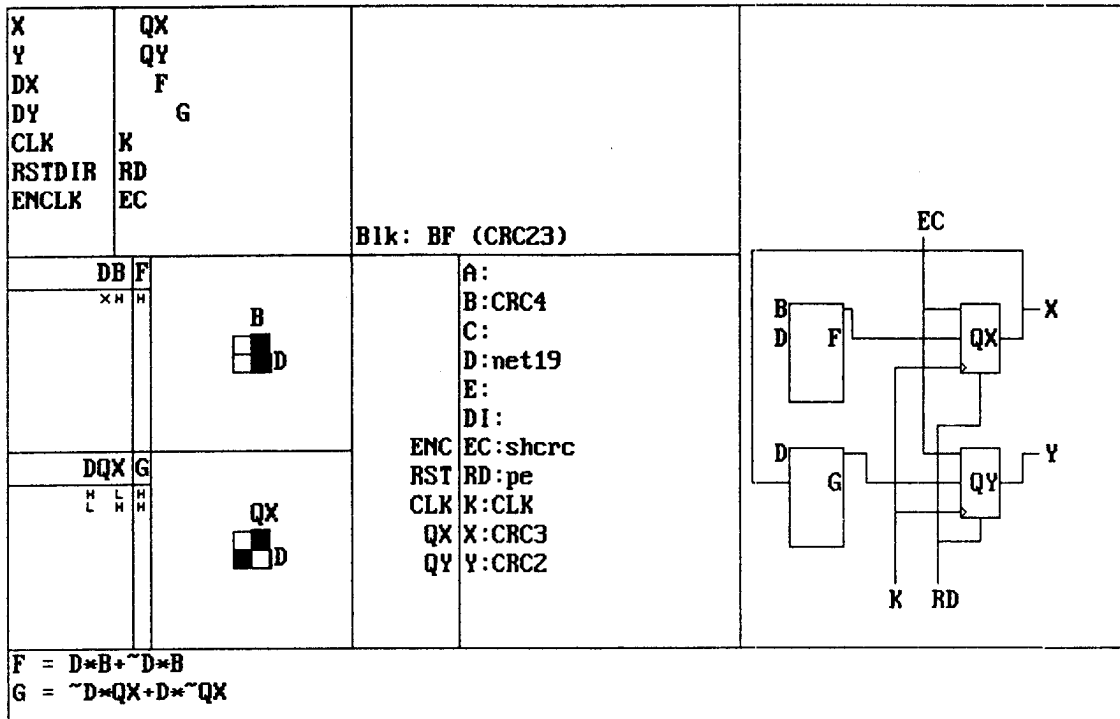 X QX
Y QY
DX F
DY G
CLK K
RSTDIR RD
ENCLK EC
Blk: BF (CRC23)
DB F
XH H
B
D
DQX G
H L H
L H H
QX
D
A:
B:CRC4
C:
D:net19
E:
DI:
ENC EC:shcrc
RST RD:pe
CLK K:CLK
QX X:CRC3
QY Y:CRC2
EC
B
D F QX X
D
G QY Y
K RD
F = D*B+~D*B
G = ~D*QX+D*~QX